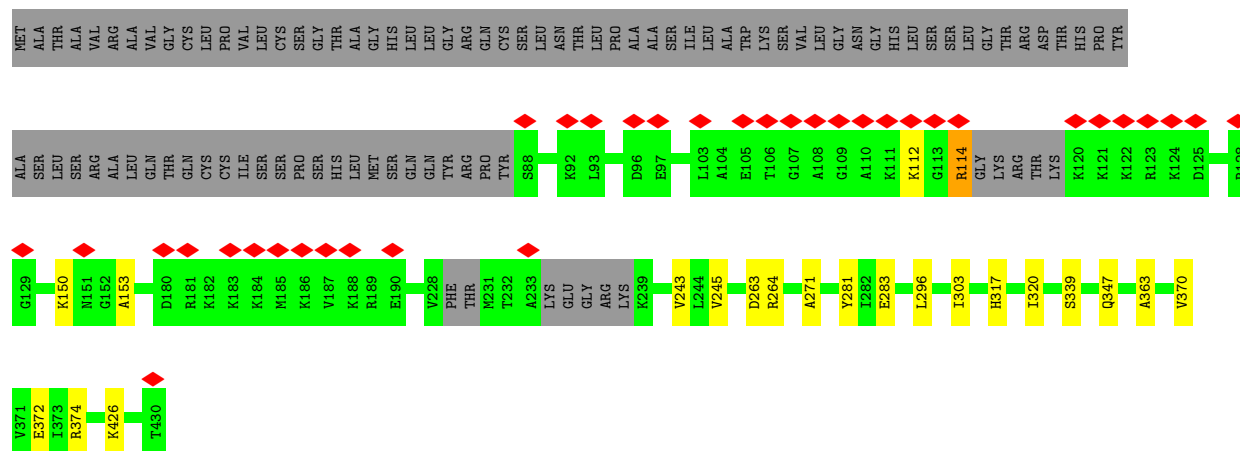 MET ALA THR ALA VAL ARG ALA VAL GLY CYS LEU PRO VAL LEU CYS SER GLY THR ALA GLY HIS LEU LEU GLY ARG GLN CYS SER LEU ASN THR LEU PRO ALA ALA SER ILE LEU ALA TRP LYS SER VAL LEU GLY ASN GLY HIS LEU SER SER LEU GLY THR ARG ASP THR HIS PRO TYR
ALA SER LEU SER ARG ALA LEU GLN THR GLN CYS CYS ILE SER SER PRO SER HIS LEU MET SER GLN GLN TYR ARG PRO TYR S88 K92 L93 D96 E97 L103 A104 E105 T106 G107 A108 G109 A110 K111 K112 G113 R114 GLY LYS ARG THR LYS K120 K121 K122 R123 K124 D125
G129 K150 N151 G152 A153 D180 R181 K182 K183 K184 M185 K186 V187 K188 R189 E190 V228 PHE THR M231 T232 A233 LYS GLU GLY ARG LYS K239 V243 L244 V245 D263 R264 A271 Y281 I282 E283 L296 I303 H317 I320 S339 Q347 A363 V370
V371 E372 I373 R374 K426 T430